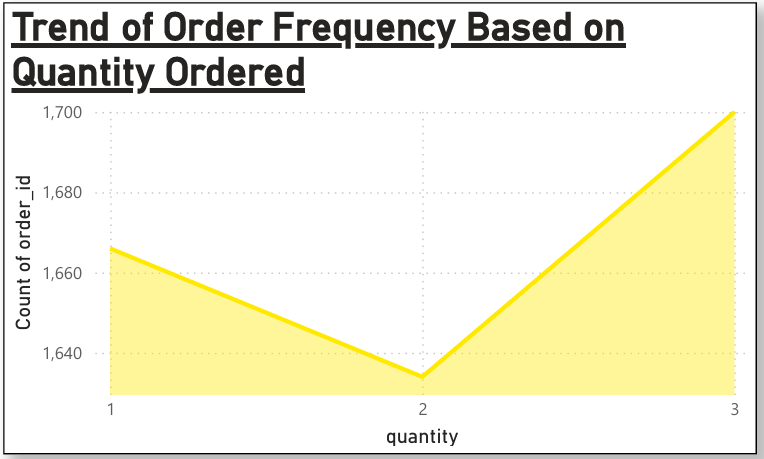 Trend of Order Frequency Based on
Quantity Ordered
1,700
1,680
1,660
1,640
Count of order_id
1
2
3
quantity